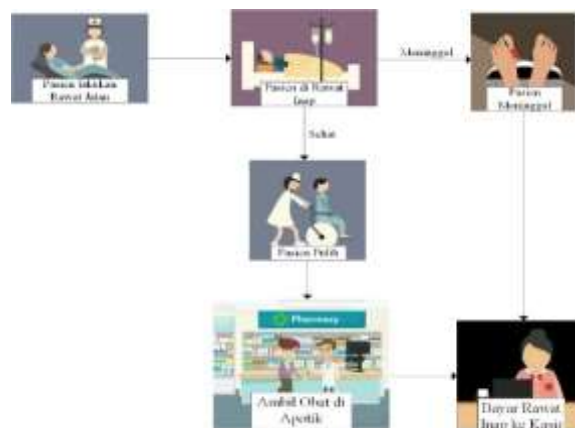 Pasien lakukan
Rawat Jalan
Pasien di Rawat
Inap
Meninggal
Pasien
Meninggal
Sehat
Pasien Pulih
Pharmacy
Ambil Obat di
Apotik
Bayar Rawat
Inap ke Kasir